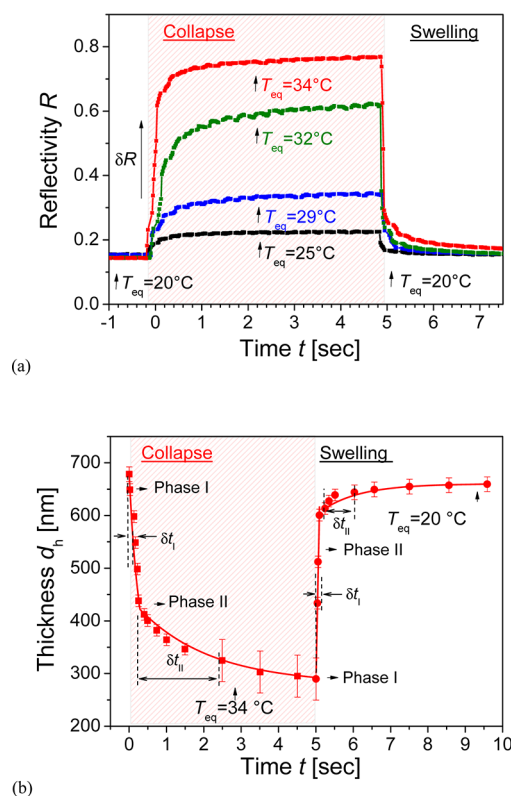 Collapse
Swelling
0.8
0.6
0.4
0.2
0.0
Reflectivity R
δR
T_eq=34°C
T_eq=32°C
T_eq=29°C
T_eq=25°C
T_eq=20°C
T_eq=20°C
-1 0 1 2 3 4 5 6 7
Time t [sec]
(a)
Collapse
Swelling
700
600
500
400
300
200
Thickness d_h [nm]
Phase I
δt_I
Phase II
δt_II
T_eq=34 °C
δt_II
T_eq=20 °C
Phase II
δt_I
Phase I
0 1 2 3 4 5 6 7 8 9 10
Time t [sec]
(b)